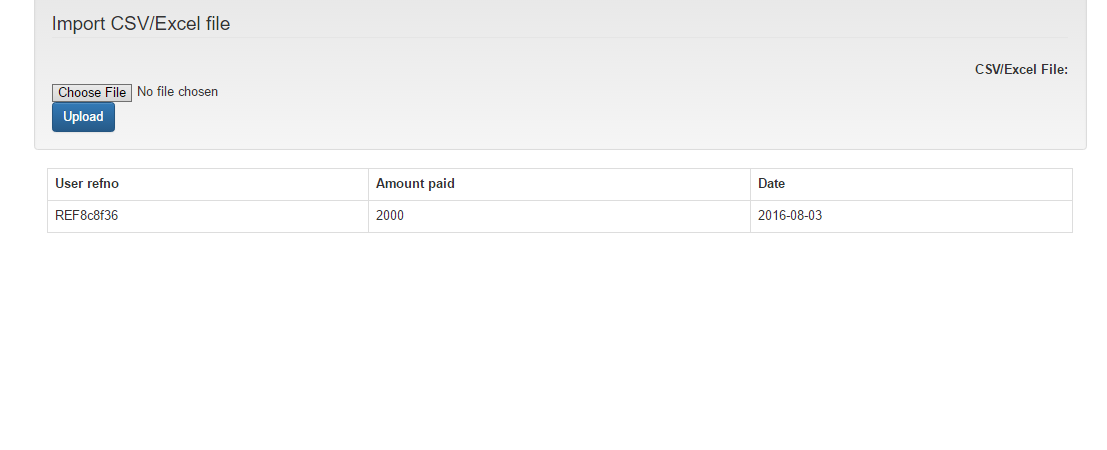 Import CSV/Excel file
CSV/Excel File:
Choose File No file chosen
Upload
User refno Amount paid Date
REF8c8f36 2000 2016-08-03